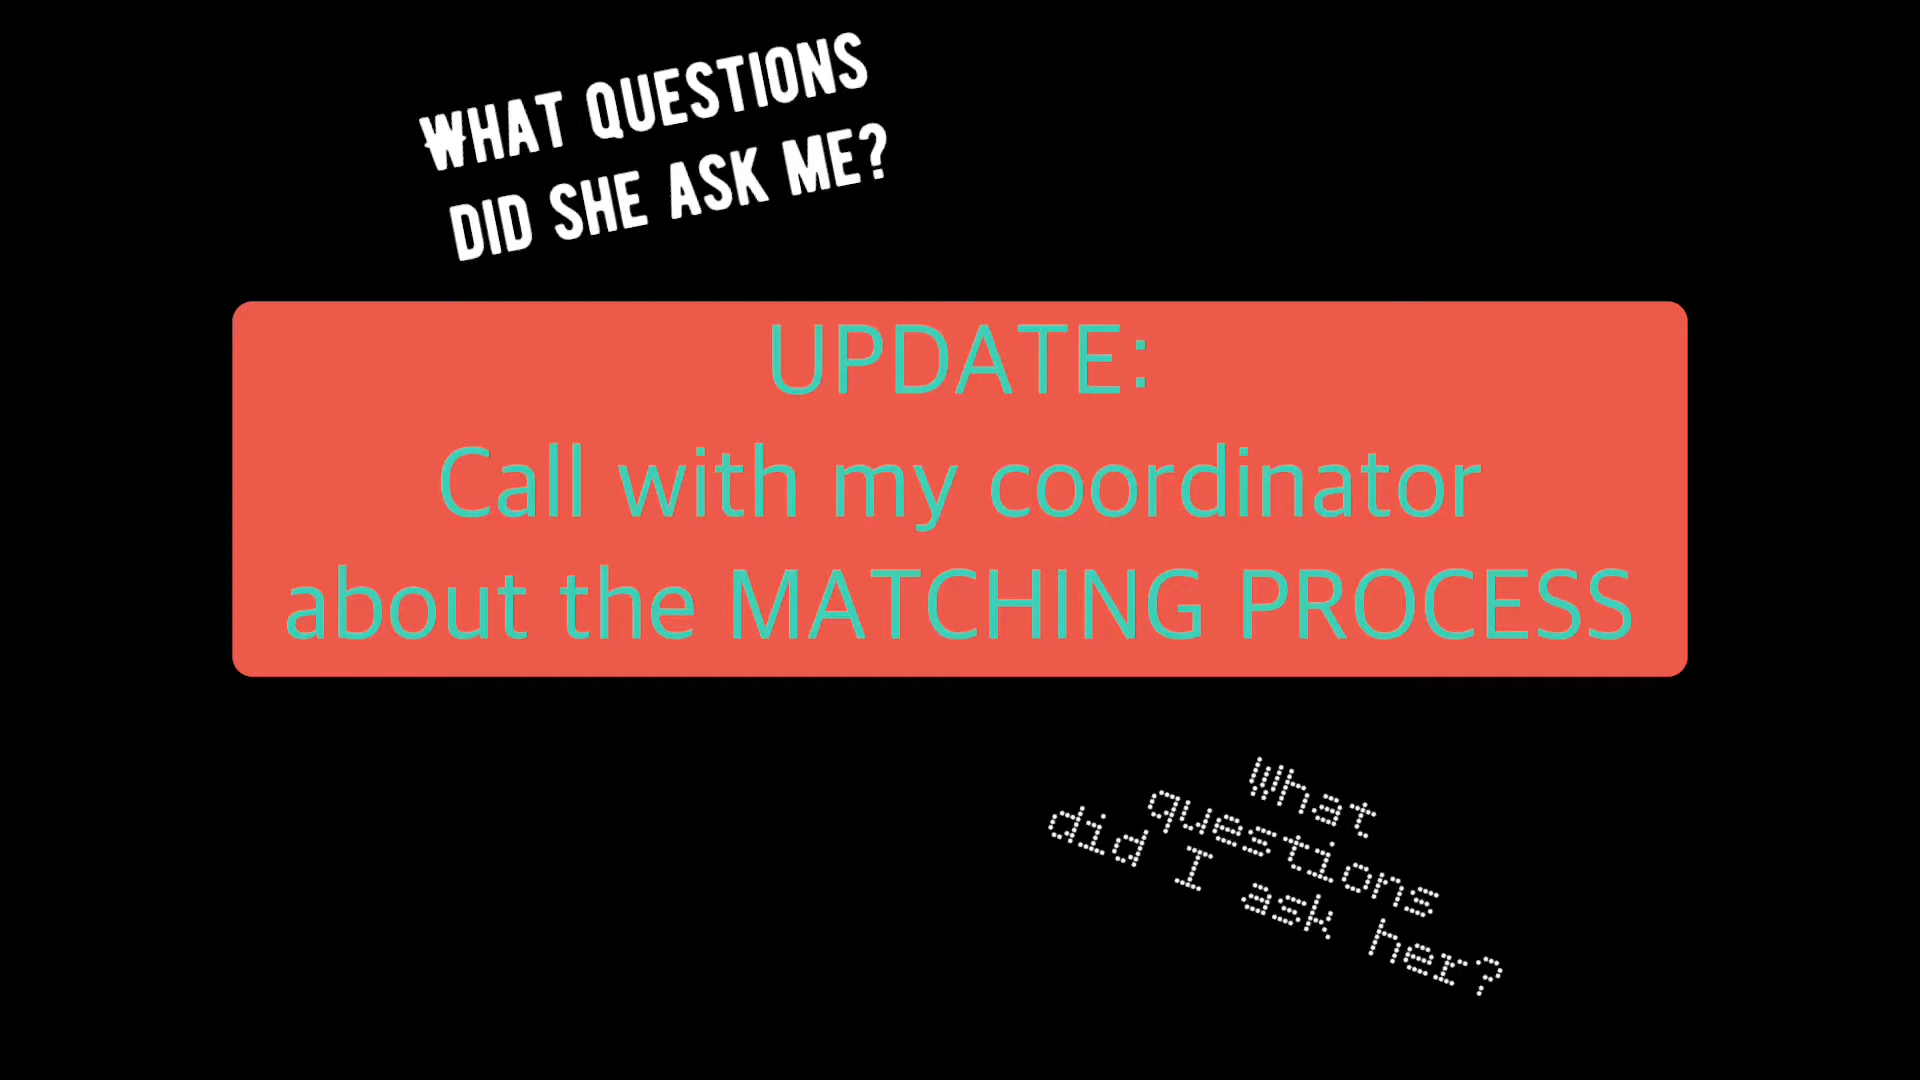 WHAT QUESTIONS
DID SHE ASK ME?
UPDATE:
Call with my coordinator
about the MATCHING PROCESS
What
questions
did I ask her?